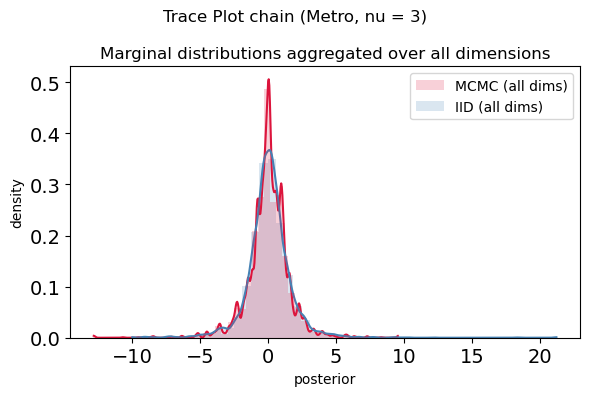 Trace Plot chain (Metro, nu = 3)
Marginal distributions aggregated over all dimensions
MCMC (all dims)
IID (all dims)
density
0.5
0.4
0.3
0.2
0.1
0.0
−10
−5
0
5
10
15
20
posterior